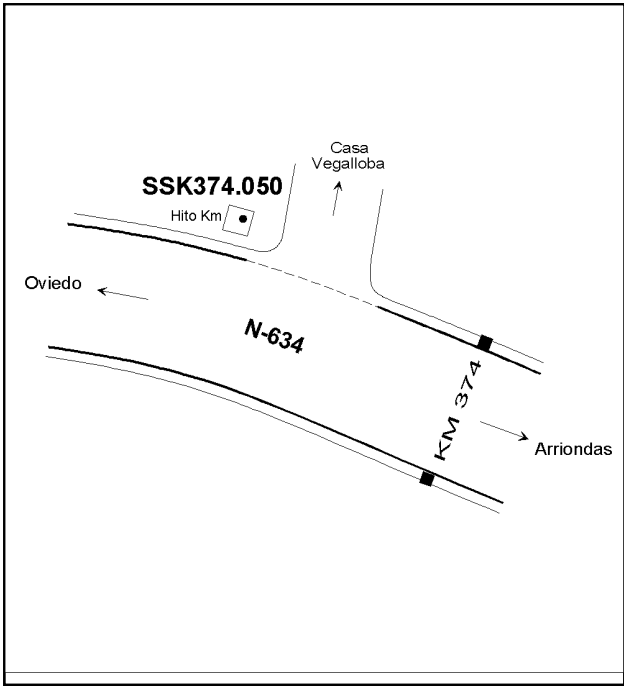 Casa
Vegalloba
SSK374.050
Hito Km
Oviedo
N-634
KM 374
Arriondas